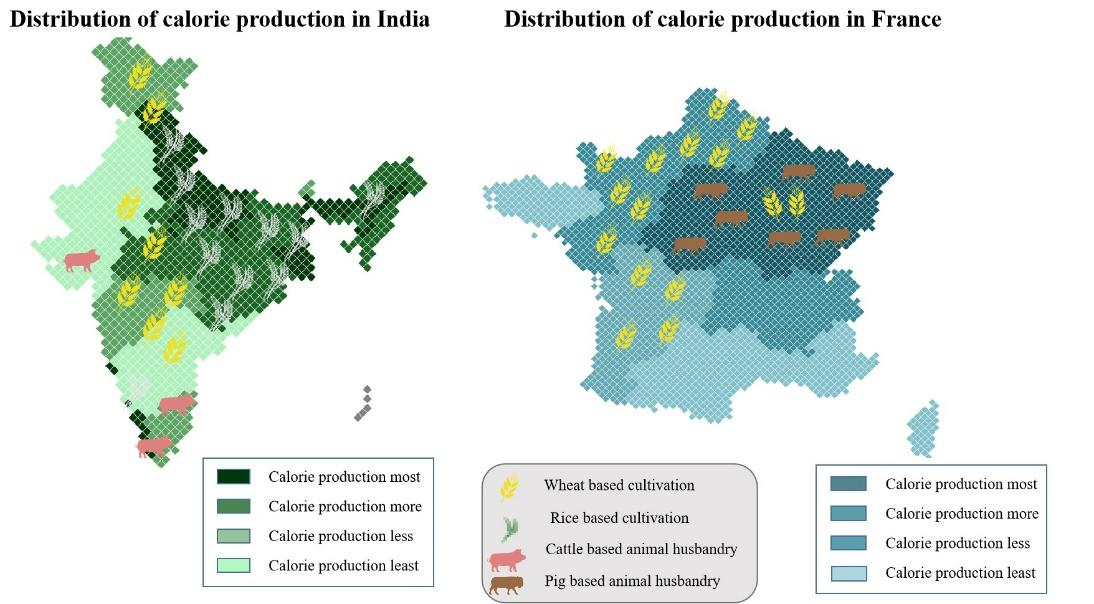 Distribution of calorie production in India
Distribution of calorie production in France
Calorie production most
Calorie production more
Calorie production less
Calorie production least
Wheat based cultivation
Rice based cultivation
Cattle based animal husbandry
Pig based animal husbandry
Calorie production most
Calorie production more
Calorie production less
Calorie production least